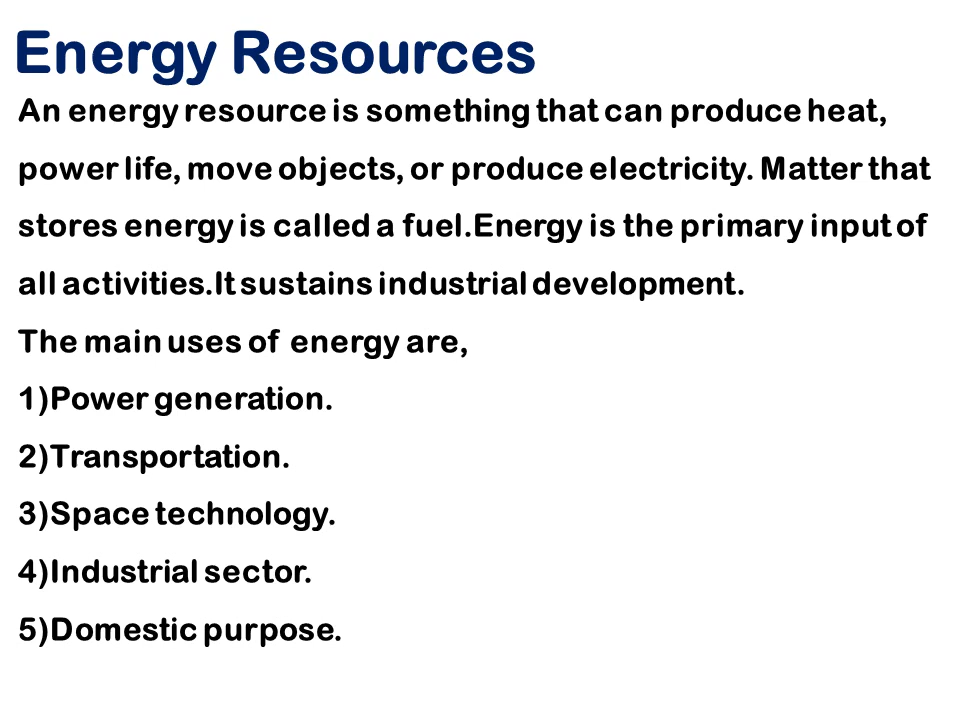 Energy Resources
An energy resource is something that can produce heat,
power life, move objects, or produce electricity. Matter that
stores energy is called a fuel.Energy is the primary input of
all activities.It sustains industrial development.
The main uses of energy are,
1)Power generation.
2)Transportation.
3)Space technology.
4)Industrial sector.
5)Domestic purpose.